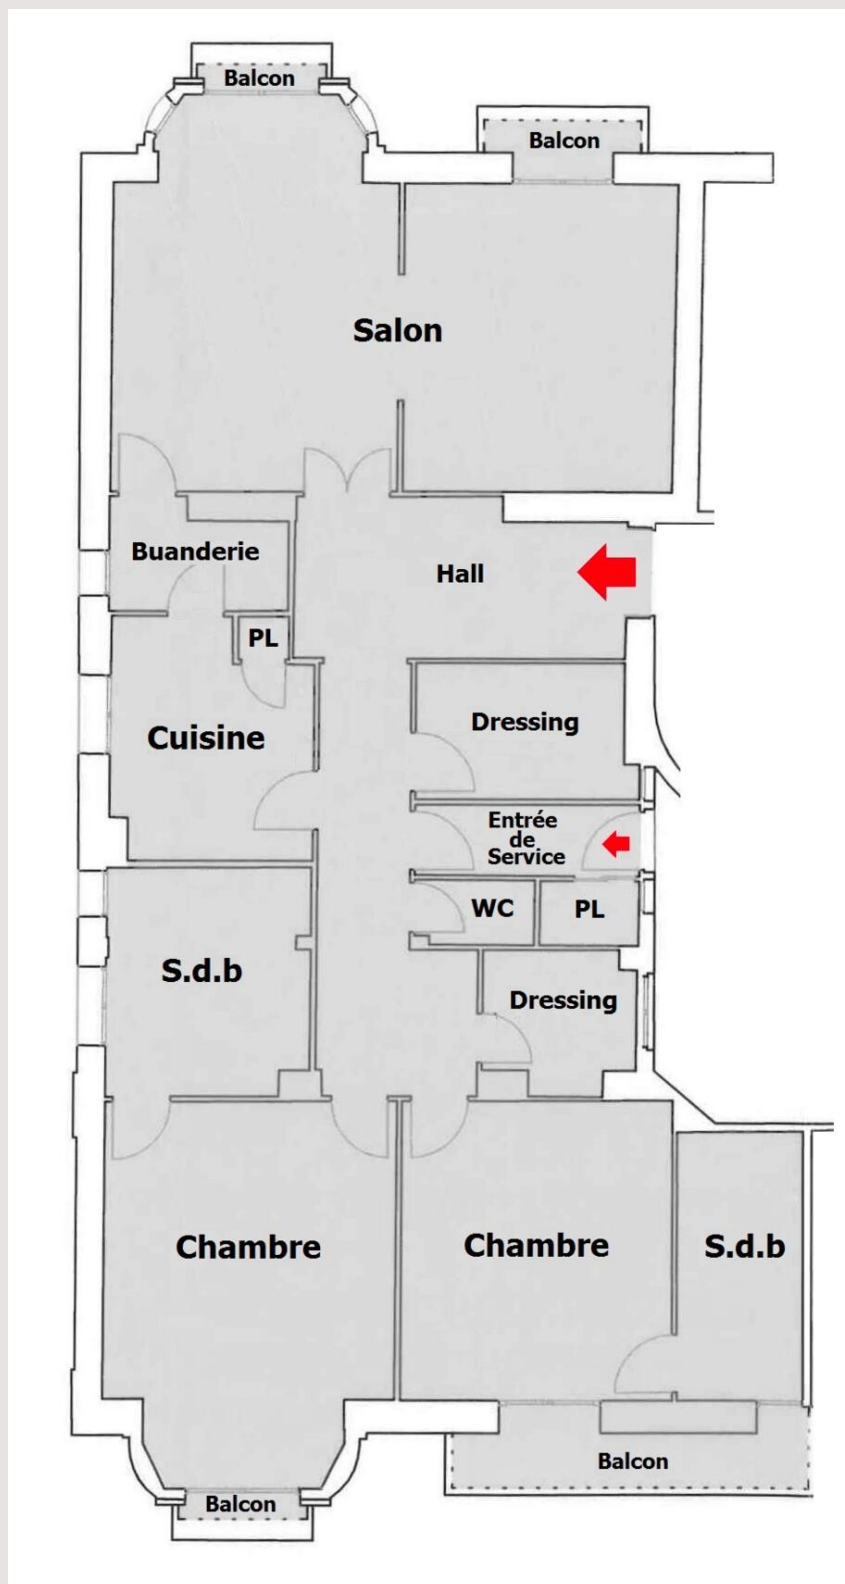 Balcon
Balcon
Salon
Buanderie
Hall
PL
Dressing
Cuisine
Entrée
de
Service
WC
PL
S.d.b
Dressing
Chambre
Chambre
S.d.b
Balcon
Balcon